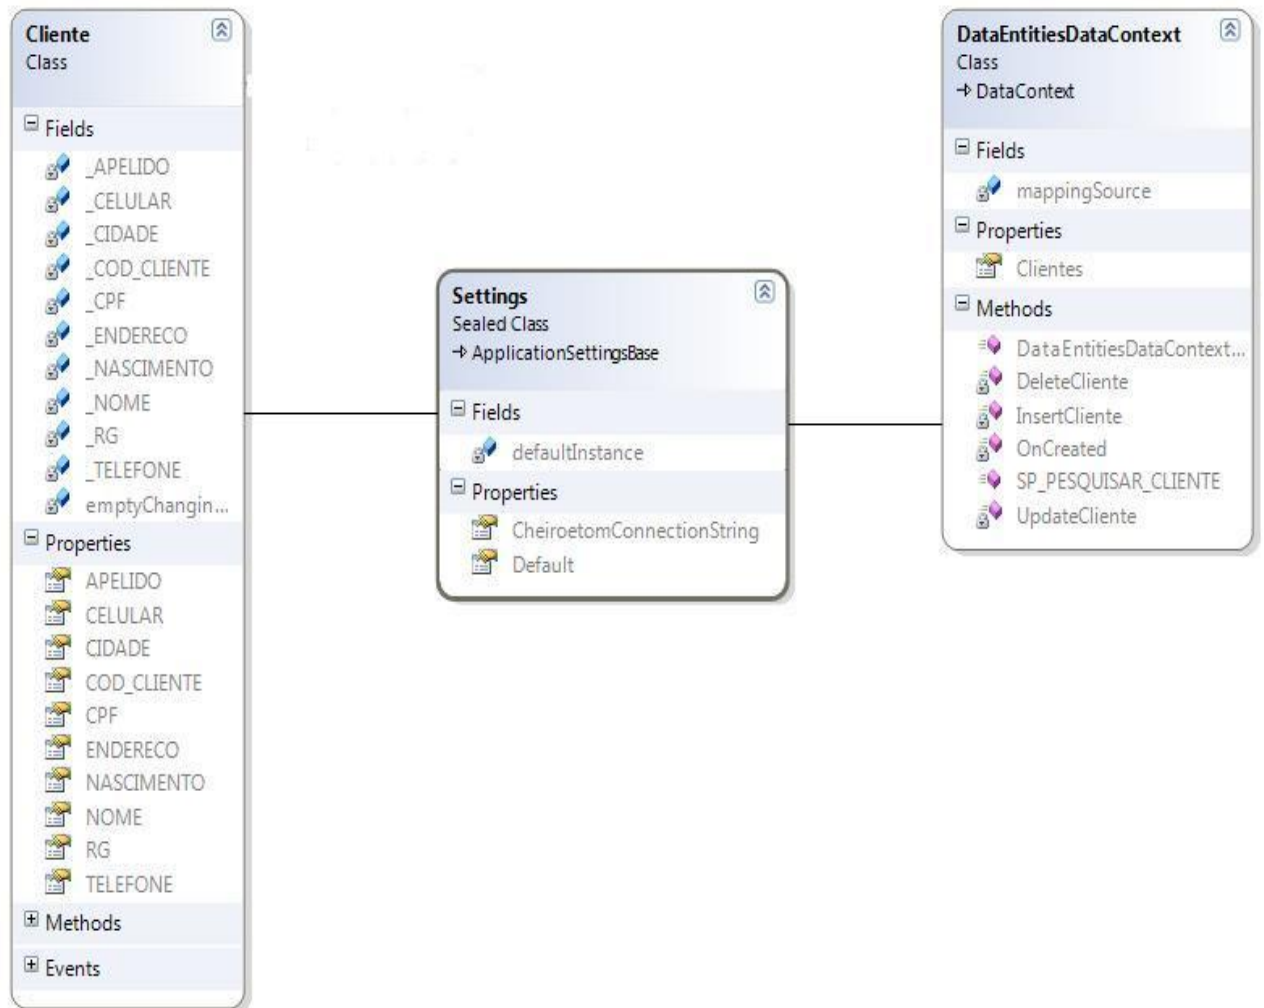 Cliente
Class
Fields
_APELIDO
_CELULAR
_CIDADE
_COD_CLIENTE
_CPF
_ENDERECO
_NASCIMENTO
_NOME
_RG
_TELEFONE
emptyChangin...
Properties
APELIDO
CELULAR
CIDADE
COD_CLIENTE
CPF
ENDERECO
NASCIMENTO
NOME
RG
TELEFONE
Methods
Events
Settings
Sealed Class
ApplicationSettingsBase
Fields
defaultInstance
Properties
CheiroetomConnectionString
Default
DataEntitiesDataContext
Class
DataContext
Fields
mappingSource
Properties
Clientes
Methods
DataEntitiesDataContext...
DeleteCliente
InsertCliente
OnCreated
SP_PESQUISAR_CLIENTE
UpdateCliente